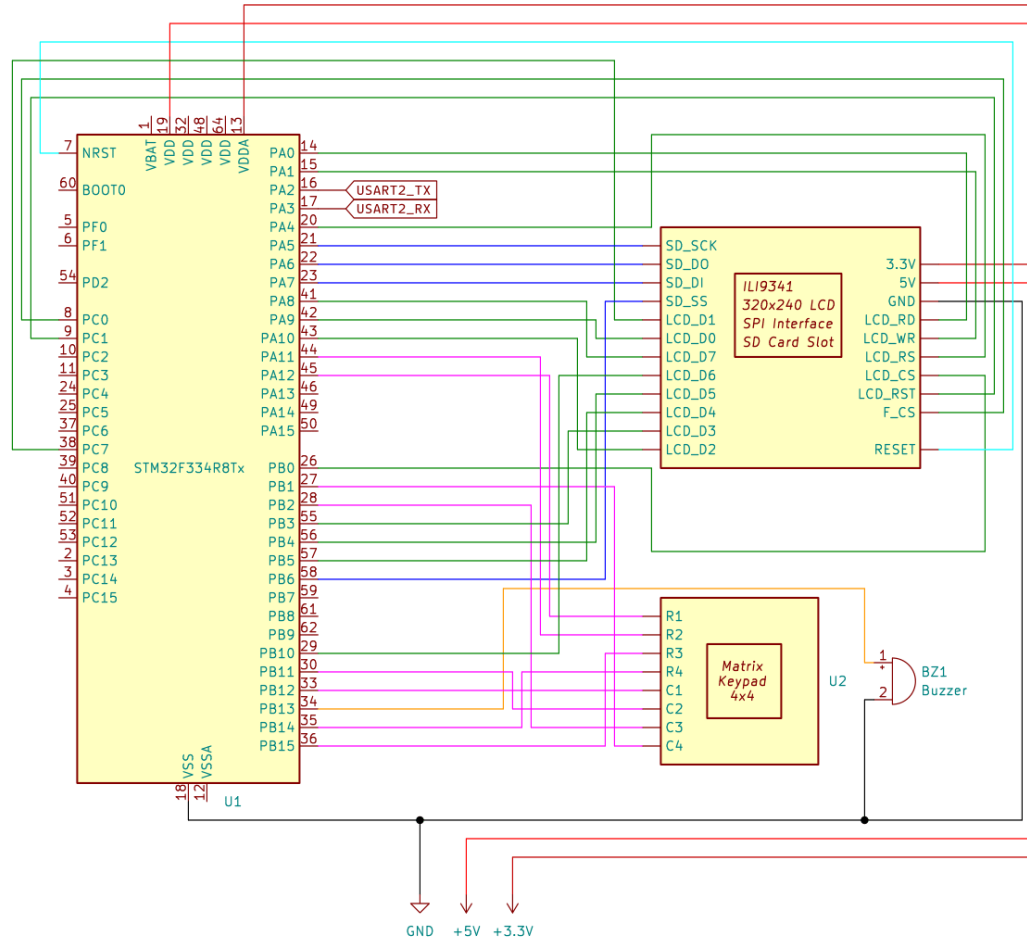 1
19
32
48
64
13
VBAT
VDD
VDD
VDD
VDD
VDDA
7 NRST
60 BOOT0
5 PF0
6 PF1
54 PD2
8 PC0
9 PC1
10 PC2
11 PC3
24 PC4
25 PC5
37 PC6
38 PC7
39 PC8
40 PC9
51 PC10
52 PC11
53 PC12
2 PC13
3 PC14
4 PC15
STM32F334R8Tx
PA0 14
PA1 15
PA2 16
PA3 17
PA4 20
PA5 21
PA6 22
PA7 23
PA8 41
PA9 42
PA10 43
PA11 44
PA12 45
PA13 46
PA14 49
PA15 50
PB0 26
PB1 27
PB2 28
PB3 55
PB4 56
PB5 57
PB6 58
PB7 59
PB8 61
PB9 62
PB10 29
PB11 30
PB12 33
PB13 34
PB14 35
PB15 36
VSS
VSSA
18
12
U1
USART2_TX
USART2_RX
SD_SCK
SD_DO
SD_DI
SD_SS
LCD_D1
LCD_D0
LCD_D7
LCD_D6
LCD_D5
LCD_D4
LCD_D3
LCD_D2
ILI9341
320x240 LCD
SPI Interface
SD Card Slot
3.3V
5V
GND
LCD_RD
LCD_WR
LCD_RS
LCD_CS
LCD_RST
F_CS
RESET
R1
R2
R3
R4
C1
C2
C3
C4
Matrix
Keypad
4x4
U2
1
+
2
BZ1
Buzzer
GND
+5V
+3.3V